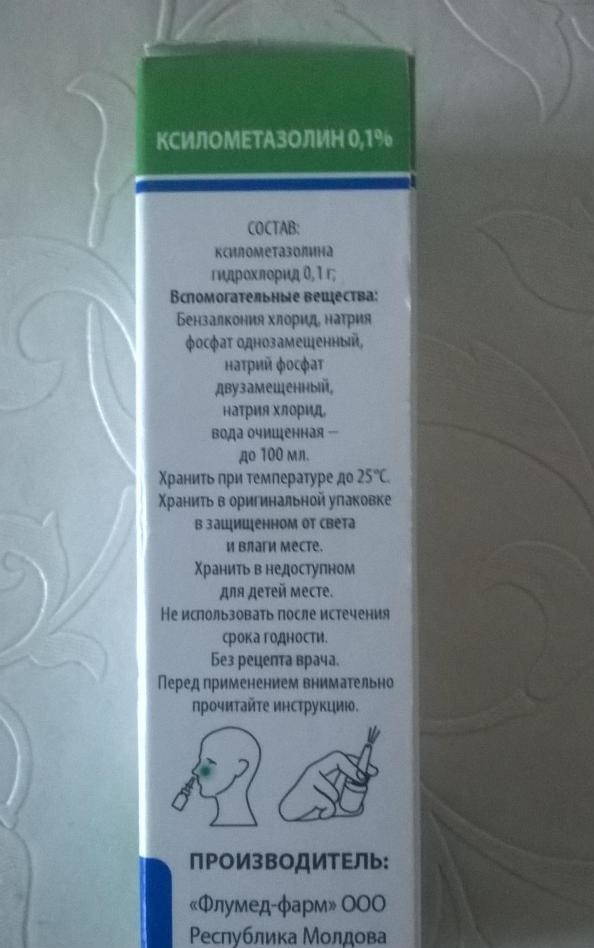 КСИЛОМЕТАЗОЛИН 0,1%
СОСТАВ:
ксилометазолина
гидрохлорид 0,1 г;
Вспомогательные вещества:
Бензалкония хлорид, натрия
фосфат однозамещенный,
натрий фосфат
двузамещенный,
натрия хлорид,
вода очищенная –
до 100 мл.
Хранить при температуре до 25°С.
Хранить в оригинальной упаковке
в защищенном от света
и влаги месте.
Хранить в недоступном
для детей месте.
Не использовать после истечения
срока годности.
Без рецепта врача.
Перед применением внимательно
прочитайте инструкцию.
ПРОИЗВОДИТЕЛЬ:
«Флумед-фарм» ООО
Республика Молдова